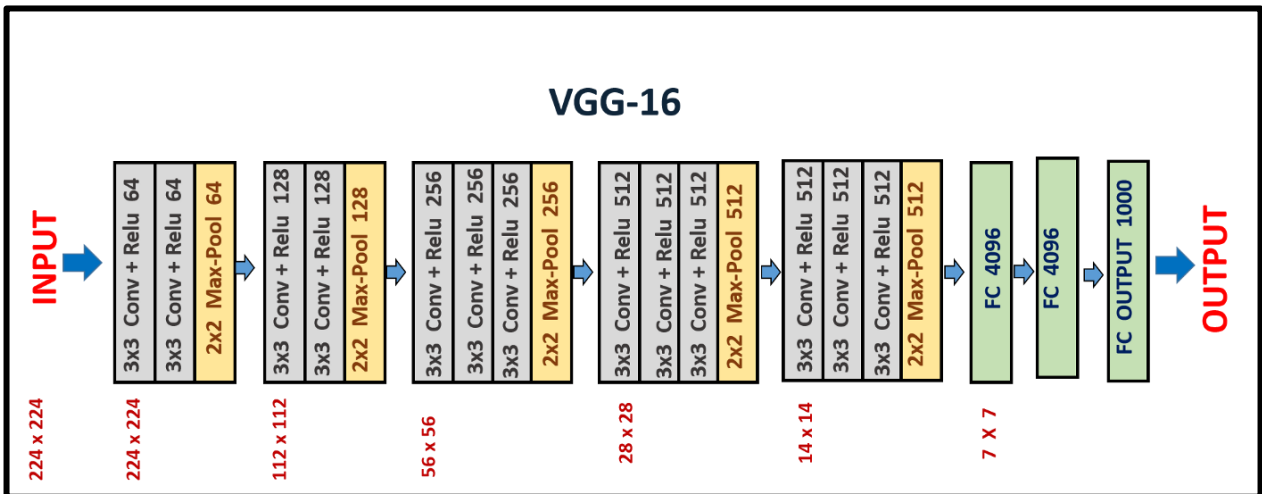 VGG-16
INPUT
3x3 Conv + Relu 64
3x3 Conv + Relu 64
2x2 Max-Pool 64
3x3 Conv + Relu 128
3x3 Conv + Relu 128
2x2 Max-Pool 128
3x3 Conv + Relu 256
3x3 Conv + Relu 256
3x3 Conv + Relu 256
2x2 Max-Pool 256
3x3 Conv + Relu 512
3x3 Conv + Relu 512
3x3 Conv + Relu 512
2x2 Max-Pool 512
3x3 Conv + Relu 512
3x3 Conv + Relu 512
3x3 Conv + Relu 512
2x2 Max-Pool 512
FC 4096
FC 4096
FC OUTPUT 1000
OUTPUT
224 x 224
224 x 224
112 x 112
56 x 56
28 x 28
14 x 14
7 X 7